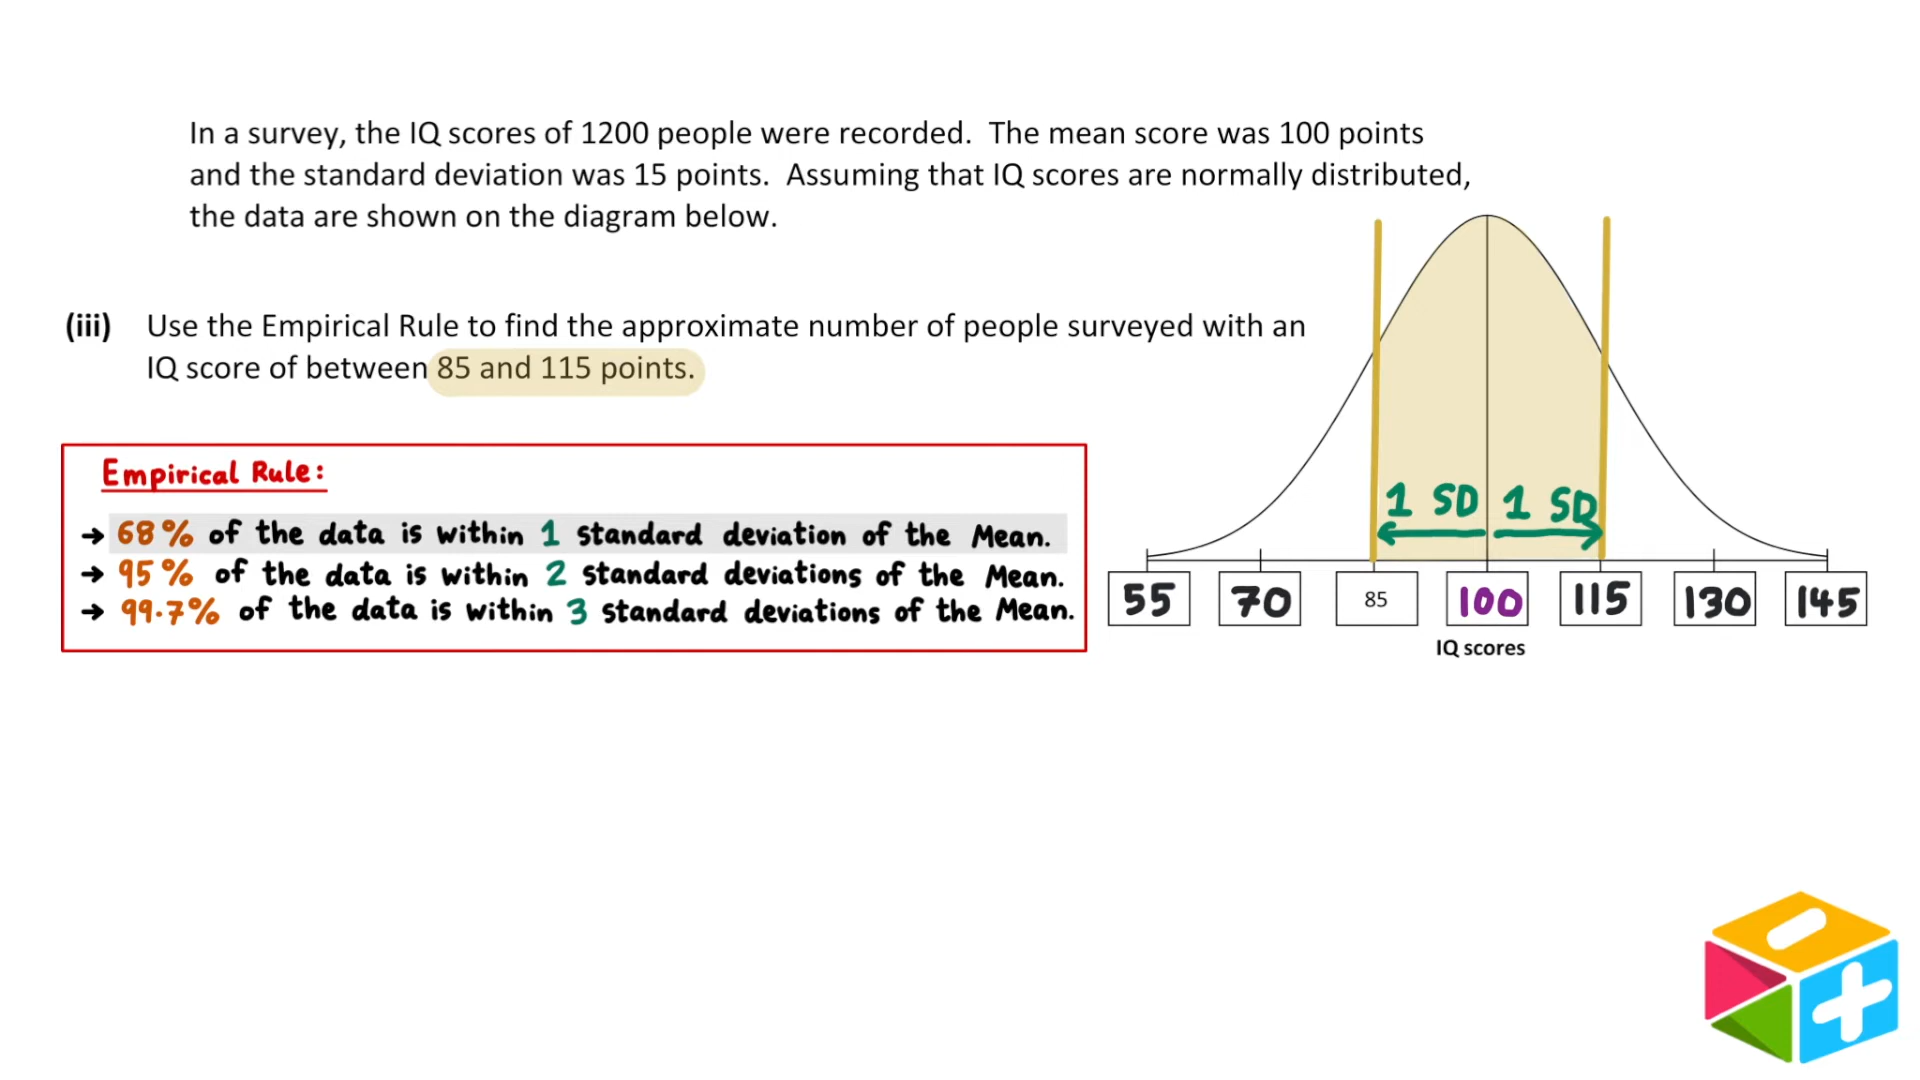 In a survey, the IQ scores of 1200 people were recorded. The mean score was 100 points
and the standard deviation was 15 points. Assuming that IQ scores are normally distributed,
the data are shown on the diagram below.
(iii) Use the Empirical Rule to find the approximate number of people surveyed with an
IQ score of between 85 and 115 points.
Empirical Rule:
→ 68% of the data is within 1 standard deviation of the Mean.
→ 95% of the data is within 2 standard deviations of the Mean.
→ 99.7% of the data is within 3 standard deviations of the Mean.
1 SD 1 SD
55 70 85 100 115 130 145
IQ scores